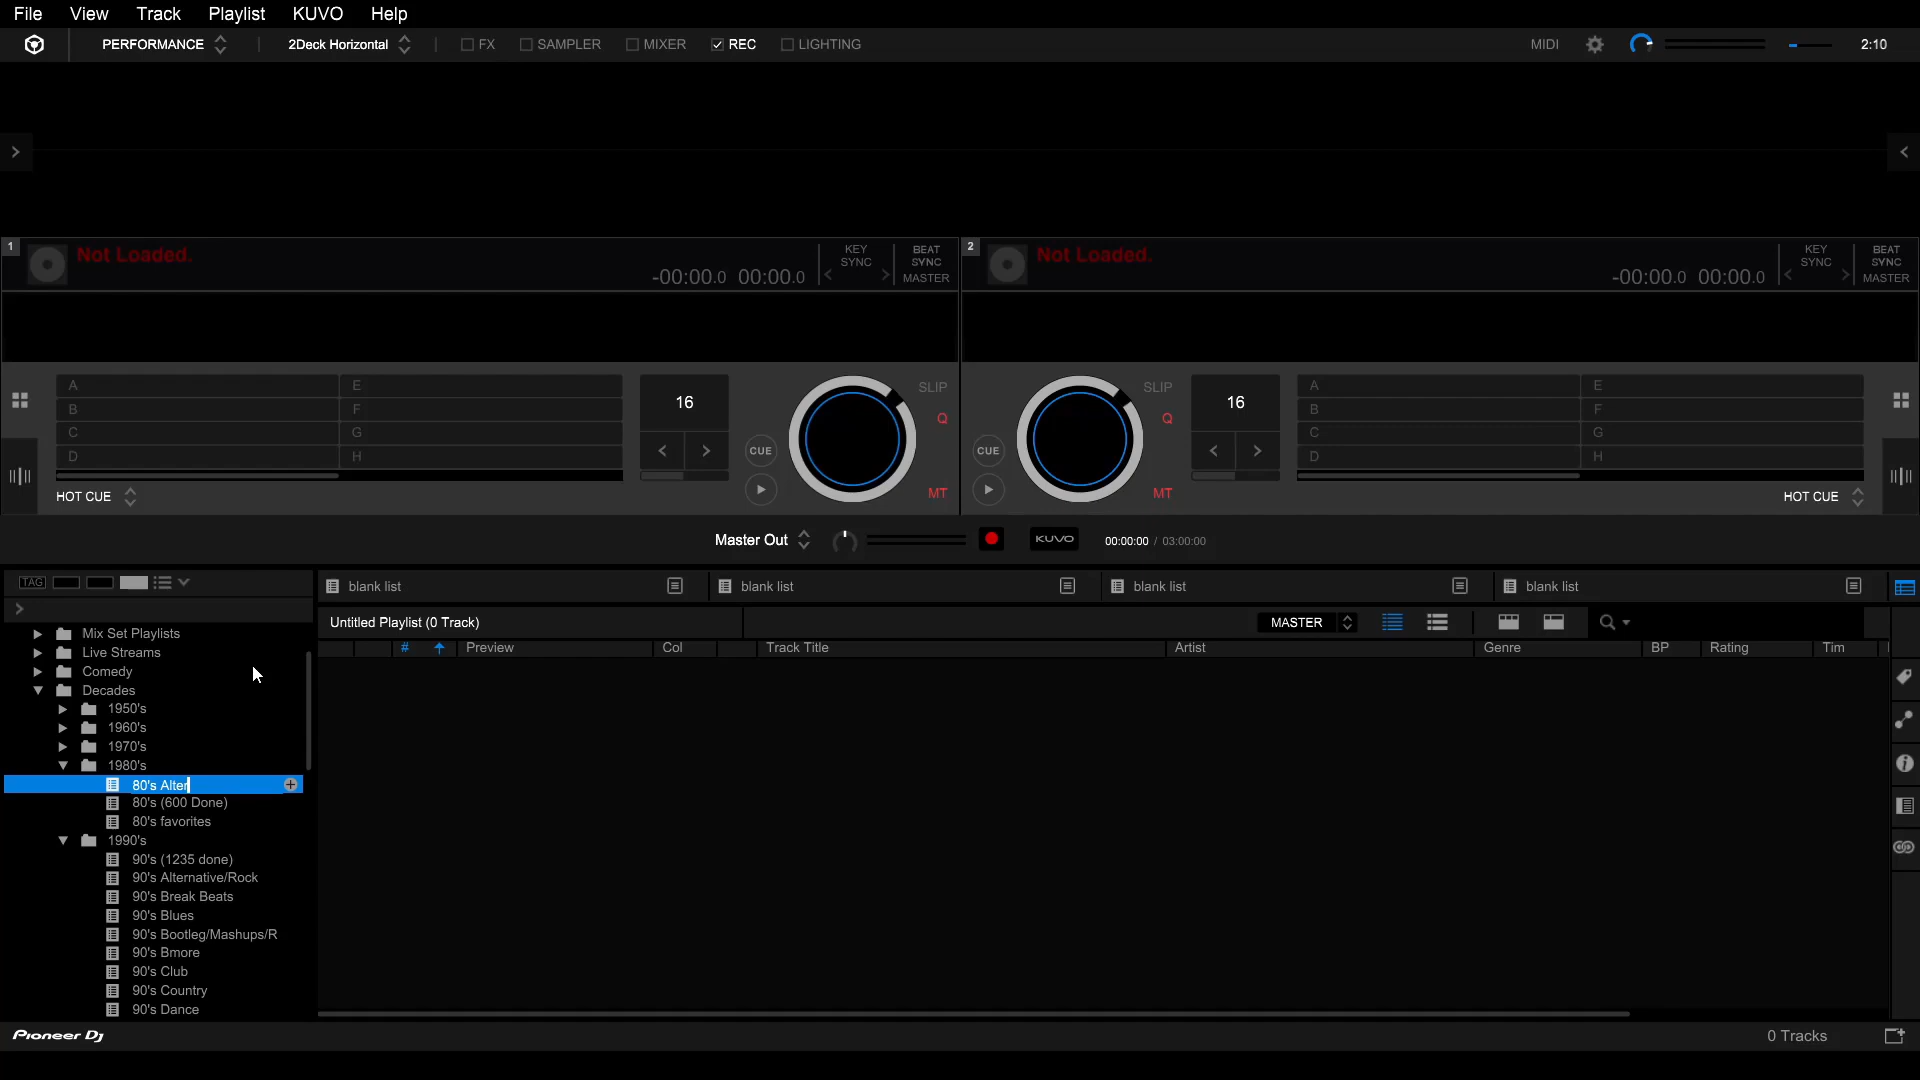 File View Track Playlist KUVO Help
PERFORMANCE 2Deck Horizontal FX SAMPLER MIXER REC LIGHTING MIDI 2:10
1 Not Loaded. -00:00.0 00:00.0 KEY SYNC BEAT SYNC MASTER
2 Not Loaded. -00:00.0 00:00.0 KEY SYNC BEAT SYNC MASTER
A E 16 SLIP SLIP 16 A E
B F Q Q B F
C G CUE CUE C G
D H D H
HOT CUE MT MT HOT CUE
Master Out KUVO 00:00:00 / 03:00:00
TAG blank list blank list blank list blank list
Untitled Playlist (0 Track) MASTER
# Preview Col Track Title Artist Genre BP Rating Tim
Mix Set Playlists
Live Streams
Comedy
Decades
1950's
1960's
1970's
1980's
80's Alter
80's (600 Done)
80's favorites
1990's
90's (1235 done)
90's Alternative/Rock
90's Break Beats
90's Blues
90's Bootleg/Mashups/R
90's Bmore
90's Club
90's Country
90's Dance
Pioneer Dj 0 Tracks